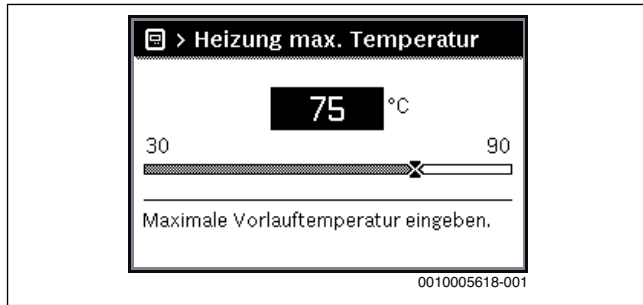 > Heizung max. Temperatur
75 °C
30 90
Maximale Vorlauftemperatur eingeben.
0010005618-001